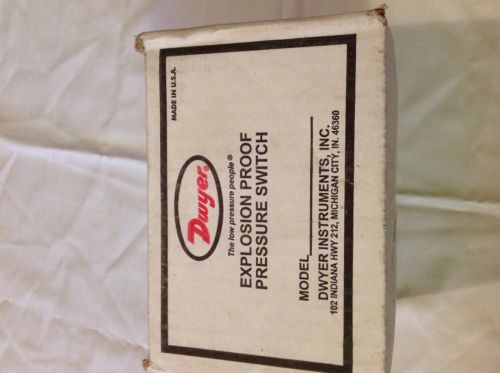 MADE IN U.S.A.
Dwyer®
The low pressure people®
EXPLOSION PROOF
PRESSURE SWITCH
MODEL
DWYER INSTRUMENTS, INC.
102 INDIANA HWY 212, MICHIGAN CITY, IN. 46360